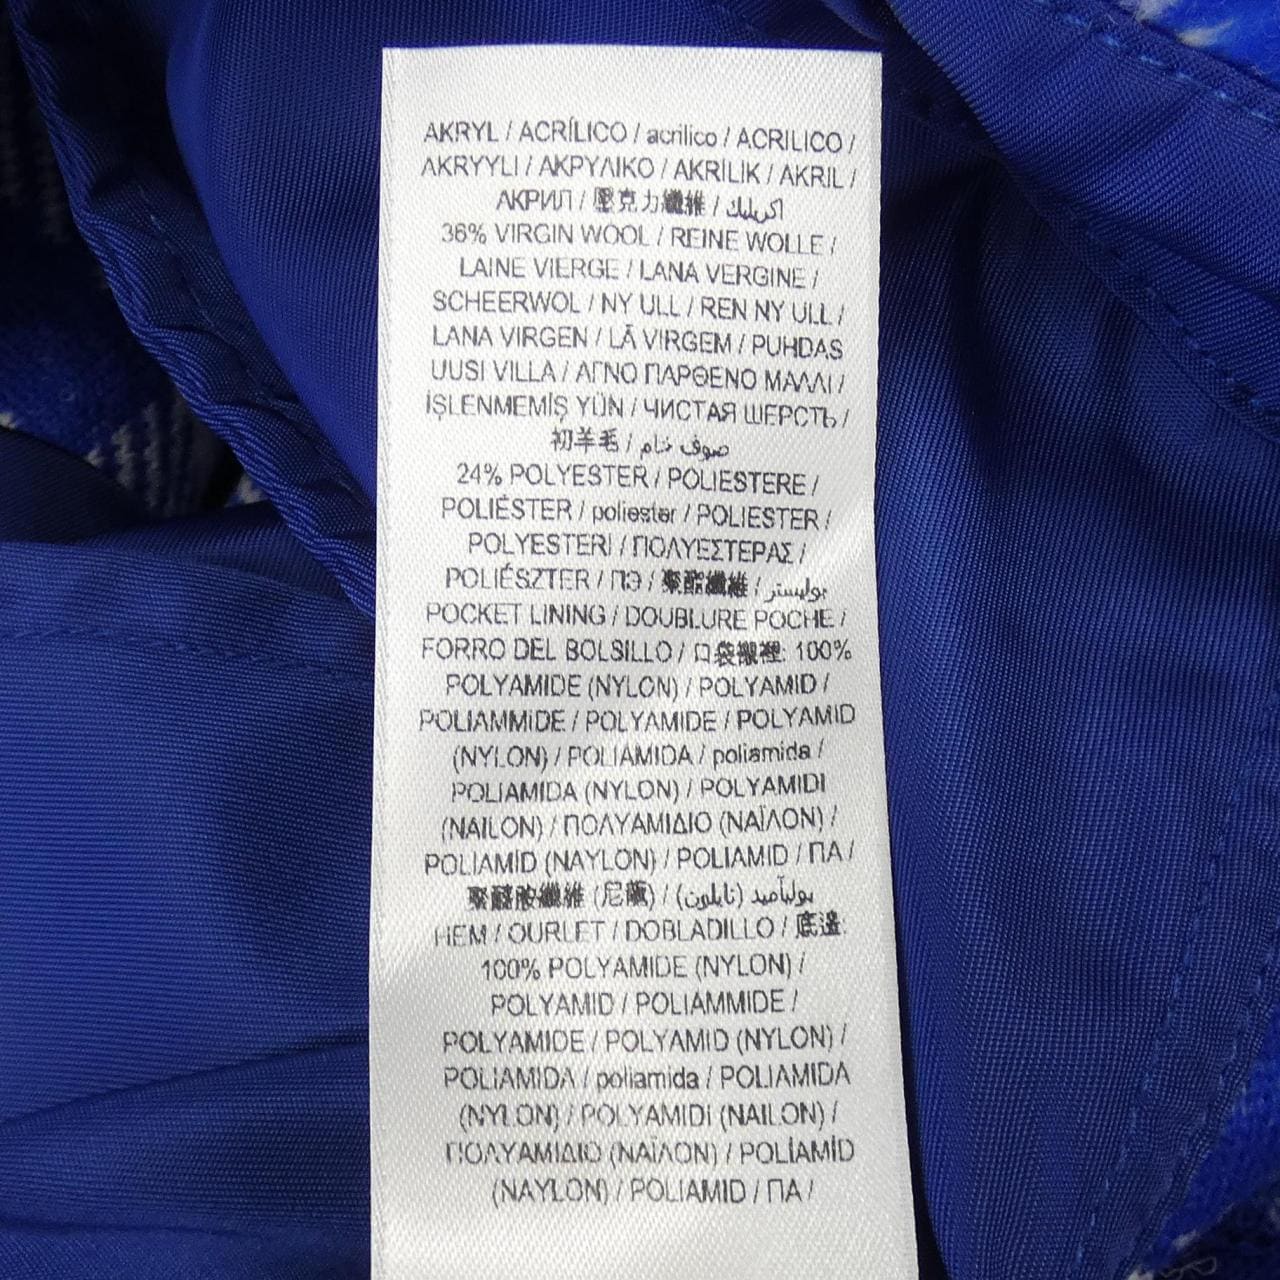 AKRYL / ACRÍLICO / acrilico / ACRILICO /
AKRYYLI / ΑΚΡΥΛΙΚΟ / AKRİLİK / AKRIL /
АКРИЛ / 壓克力纖維 / اكريليك
36% VIRGIN WOOL / REINE WOLLE /
LAINE VIERGE / LANA VERGINE /
SCHEERWOL / NY ULL / REN NY ULL /
LANA VIRGEN / LÃ VIRGEM / PUHDAS
UUSI VILLA / ΑΓΝΟ ΠΑΡΘΕΝΟ ΜΑΛΛΙ /
İŞLENMEMİŞ YÜN / ЧИСТАЯ ШЕРСТЬ /
初羊毛 / صوف خام
24% POLYESTER / POLIESTERE /
POLIÉSTER / poliester / POLIESTER /
POLYESTERI / ΠΟΛΥΕΣΤΕΡΑΣ /
POLIÉSZTER / ПЭ / 聚酯纖維 / بوليستر
POCKET LINING / DOUBLURE POCHE /
FORRO DEL BOLSILLO / 口袋襯裡: 100%
POLYAMIDE (NYLON) / POLYAMID /
POLIAMMIDE / POLYAMIDE / POLYAMID
(NYLON) / POLIAMIDA / poliamida /
POLIAMIDA (NYLON) / POLYAMIDI
(NAILON) / ΠΟΛΥΑΜΙΔΙΟ (ΝΑΪΛΟΝ) /
POLİAMİD (NAYLON) / POLIAMID / ПА /
聚醯胺纖維 (尼龍) / بولیآمید (نایلون)
HEM / OURLET / DOBLADILLO / 底邊:
100% POLYAMIDE (NYLON) /
POLYAMID / POLIAMMIDE /
POLYAMIDE / POLYAMID (NYLON) /
POLIAMIDA / poliamida / POLIAMIDA
(NYLON) / POLYAMIDI (NAILON) /
ΠΟΛΥΑΜΙΔΙΟ (ΝΑΪΛΟΝ) / POLİAMİD
(NAYLON) / POLIAMID / ПА /